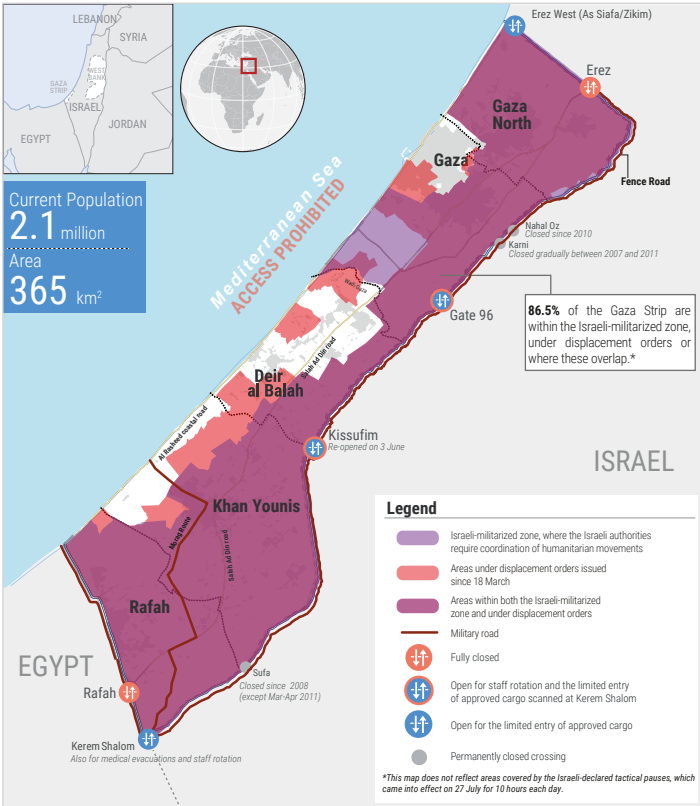 LEBANON
SYRIA
WEST
BANK
GAZA
STRIP
ISRAEL
JORDAN
EGYPT
Current Population
2.1 million
Area
365 km²
Mediterranean Sea
ACCESS PROHIBITED
Erez West (As Siafa/Zikim)
Erez
Gaza
North
Gaza
Fence Road
Nahal Oz
Closed since 2010
Karni
Closed gradually between 2007 and 2011
Wadi Gaza
Gate 96
86.5% of the Gaza Strip are
within the Israeli-militarized zone,
under displacement orders or
where these overlap.*
Salah Ad Din road
Deir
al Balah
Al Rasheed coastal road
Kissufim
Re-opened on 3 June
ISRAEL
Khan Younis
Morag Route
Salah Ad Din road
Rafah
EGYPT
Rafah
Sufa
Closed since 2008
(except Mar-Apr 2011)
Kerem Shalom
Also for medical evacuations and staff rotation
Legend
Israeli-militarized zone, where the Israeli authorities
require coordination of humanitarian movements
Areas under displacement orders issued
since 18 March
Areas within both the Israeli-militarized
zone and under displacement orders
Military road
Fully closed
Open for staff rotation and the limited entry
of approved cargo scanned at Kerem Shalom
Open for the limited entry of approved cargo
Permanently closed crossing
*This map does not reflect areas covered by the Israeli-declared tactical pauses, which
came into effect on 27 July for 10 hours each day.